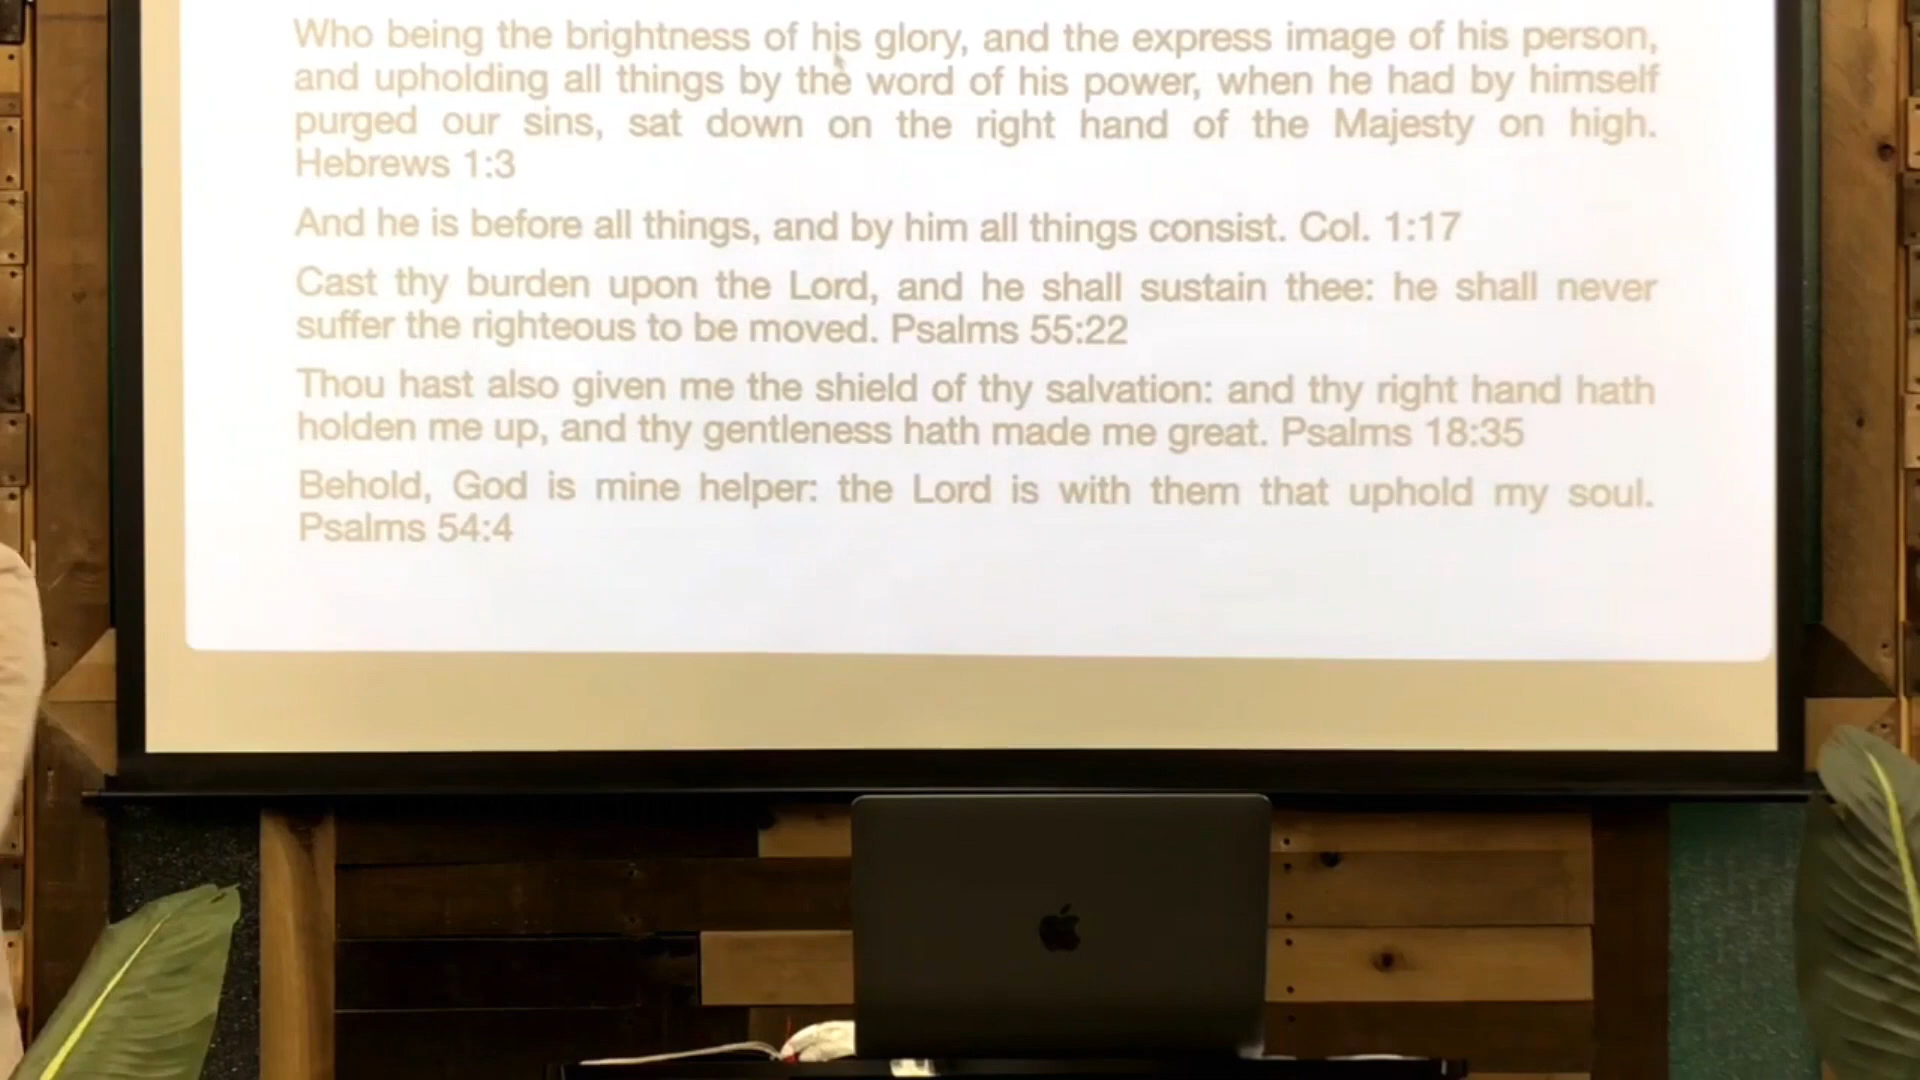 Who being the brightness of his glory, and the express image of his person,
and upholding all things by the word of his power, when he had by himself
purged our sins, sat down on the right hand of the Majesty on high.
Hebrews 1:3
And he is before all things, and by him all things consist. Col. 1:17
Cast thy burden upon the Lord, and he shall sustain thee: he shall never
suffer the righteous to be moved. Psalms 55:22
Thou hast also given me the shield of thy salvation: and thy right hand hath
holden me up, and thy gentleness hath made me great. Psalms 18:35
Behold, God is mine helper: the Lord is with them that uphold my soul.
Psalms 54:4